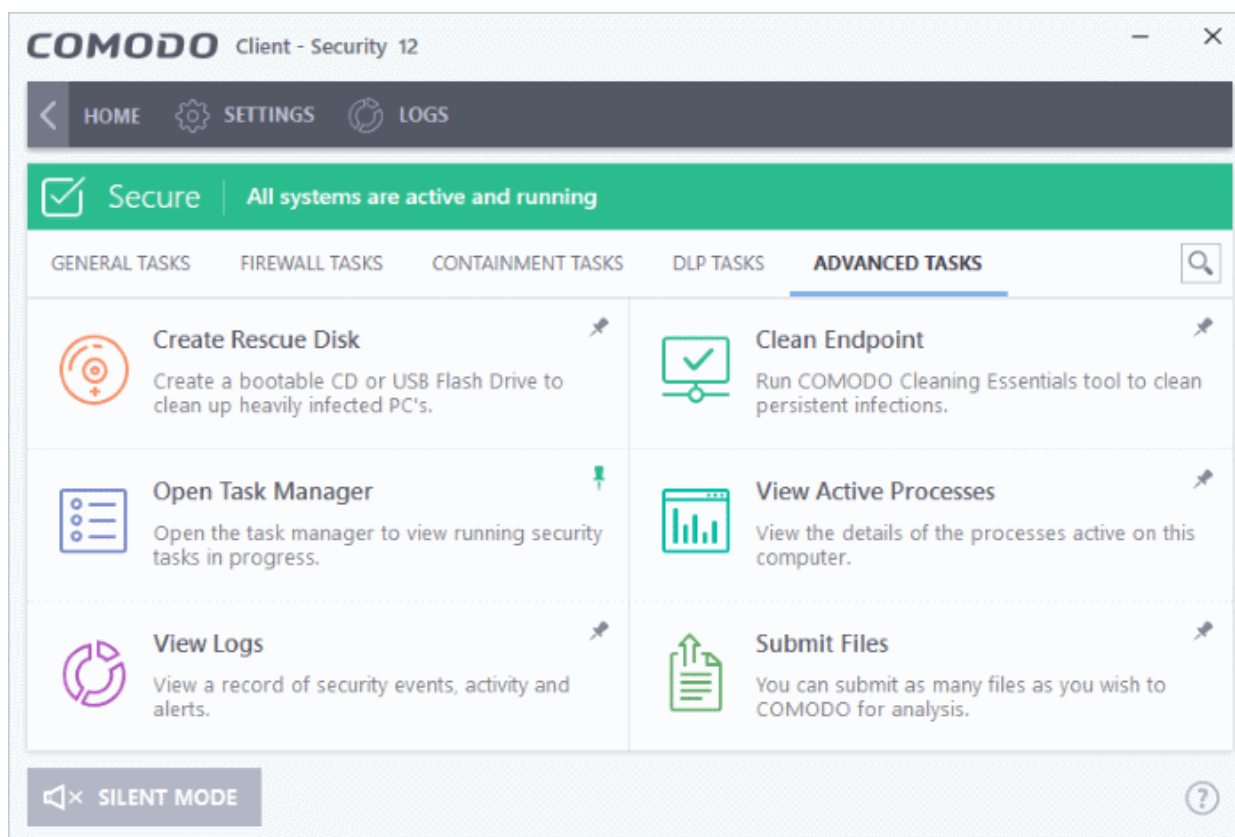 COMODO Client - Security 12
HOME SETTINGS LOGS
Secure All systems are active and running
GENERAL TASKS FIREWALL TASKS CONTAINMENT TASKS DLP TASKS ADVANCED TASKS
Create Rescue Disk
Create a bootable CD or USB Flash Drive to
clean up heavily infected PC's.
Clean Endpoint
Run COMODO Cleaning Essentials tool to clean
persistent infections.
Open Task Manager
Open the task manager to view running security
tasks in progress.
View Active Processes
View the details of the processes active on this
computer.
View Logs
View a record of security events, activity and
alerts.
Submit Files
You can submit as many files as you wish to
COMODO for analysis.
SILENT MODE
?